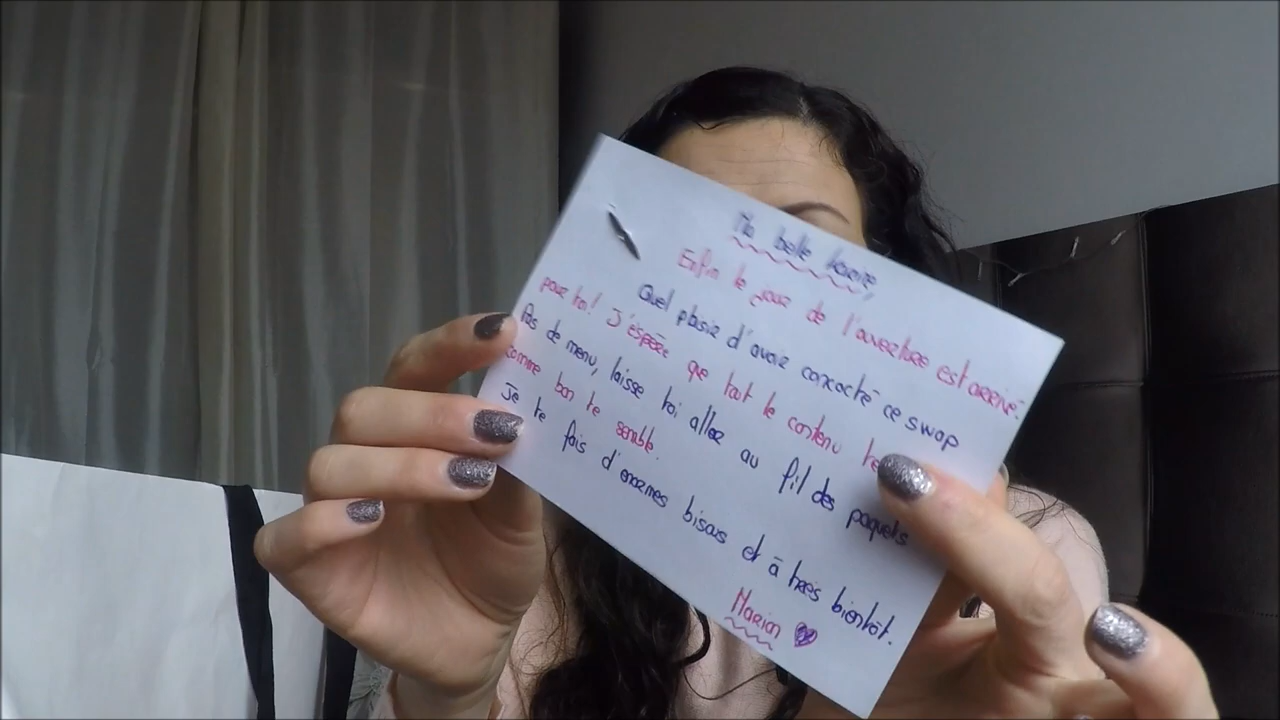 Ma belle
Enfin le jour de l'ouverture est arrivé.
Quel plaisir d'avoir concocté ce swap
pour toi! J'espère que tout le contenu
Pas de menu, laisse toi aller au fil des paquets
comme bon te semble.
Je te fais d'énormes bisous et à très bientôt.
Marion